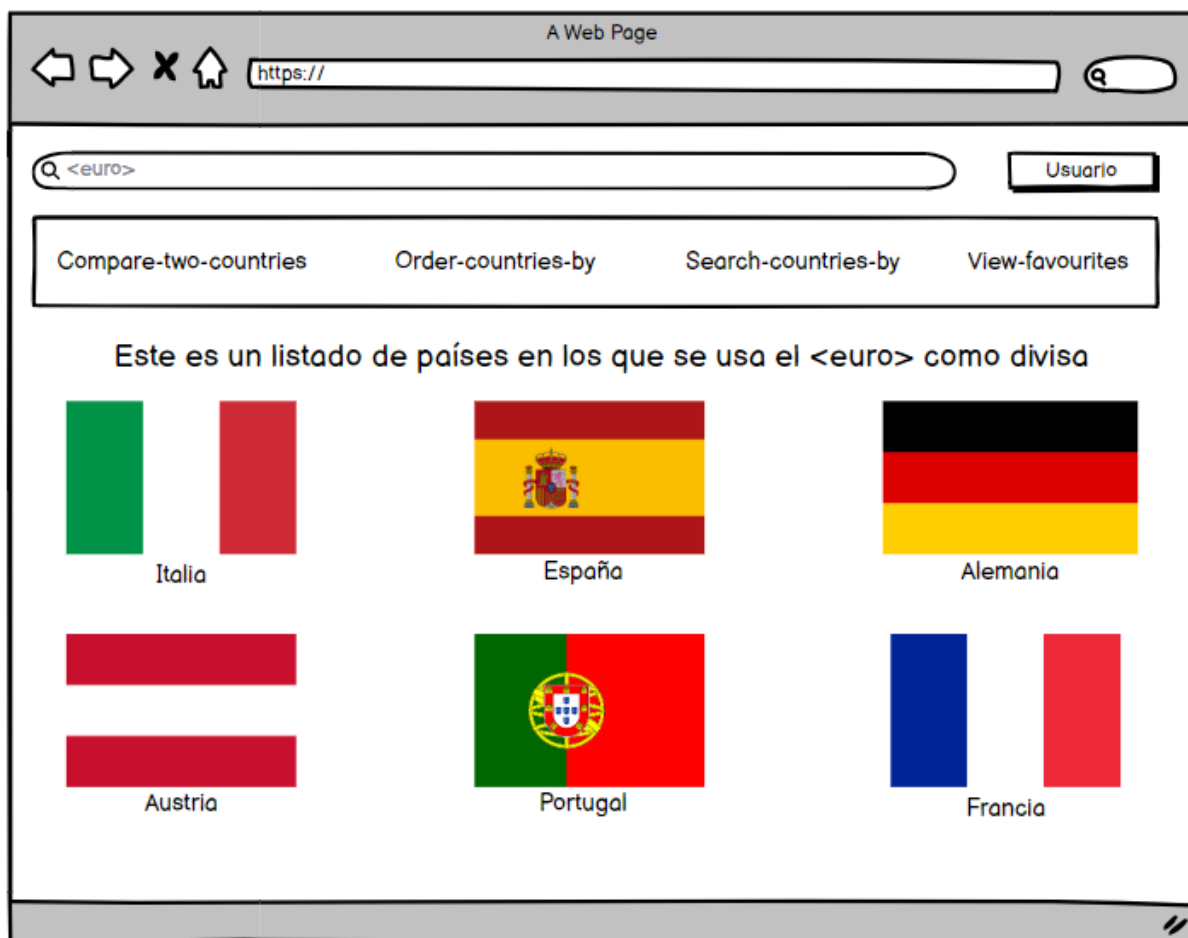 A Web Page
https://
<euro>
Usuario
Compare-two-countries Order-countries-by Search-countries-by View-favourites
Este es un listado de países en los que se usa el <euro> como divisa
Italia España Alemania
Austria Portugal Francia